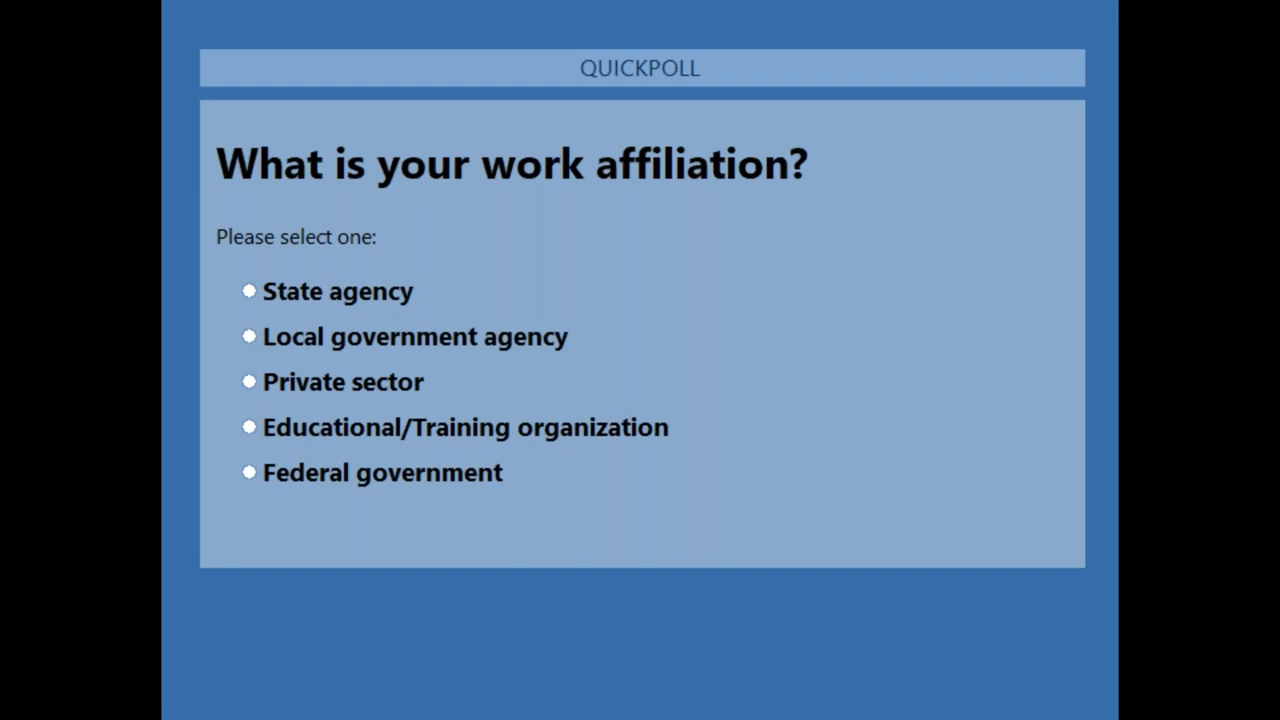 QUICKPOLL
What is your work affiliation?
Please select one:
State agency
Local government agency
Private sector
Educational/Training organization
Federal government